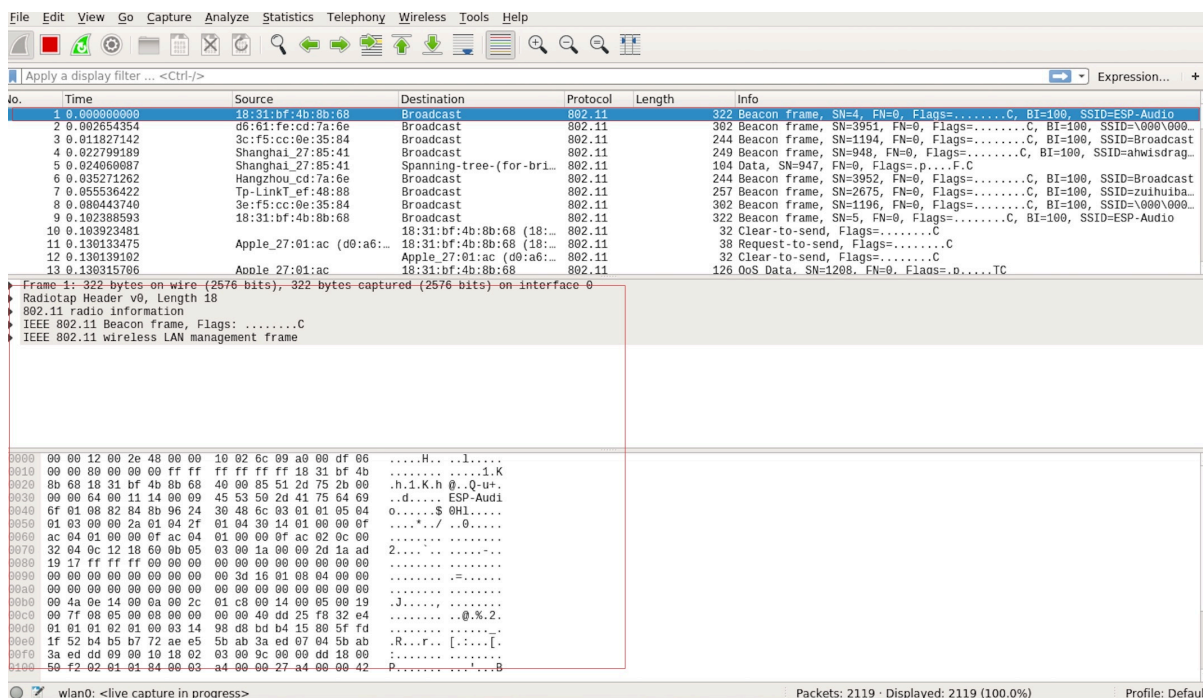 File Edit View Go Capture Analyze Statistics Telephony Wireless Tools Help
Apply a display filter ... <Ctrl-/> Expression... +
No. Time Source Destination Protocol Length Info
1 0.000000000 18:31:bf:4b:8b:68 Broadcast 802.11 322 Beacon frame, SN=4, FN=0, Flags=........C, BI=100, SSID=ESP-Audio
2 0.002654354 d6:61:fe:cd:7a:6e Broadcast 802.11 302 Beacon frame, SN=3951, FN=0, Flags=........C, BI=100, SSID=\000\000…
3 0.011827142 3c:f5:cc:0e:35:84 Broadcast 802.11 244 Beacon frame, SN=1194, FN=0, Flags=........C, BI=100, SSID=Broadcast
4 0.022799189 Shanghai_27:85:41 Broadcast 802.11 249 Beacon frame, SN=948, FN=0, Flags=........C, BI=100, SSID=ahwisdrag…
5 0.024060087 Shanghai_27:85:41 Spanning-tree-(for-bri… 802.11 104 Data, SN=947, FN=0, Flags=.p....F.C
6 0.035271262 Hangzhou_cd:7a:6e Broadcast 802.11 244 Beacon frame, SN=3952, FN=0, Flags=........C, BI=100, SSID=Broadcast
7 0.055536422 Tp-LinkT_ef:48:88 Broadcast 802.11 257 Beacon frame, SN=2675, FN=0, Flags=........C, BI=100, SSID=zuihuiba…
8 0.080443740 3e:f5:cc:0e:35:84 Broadcast 802.11 302 Beacon frame, SN=1196, FN=0, Flags=........C, BI=100, SSID=\000\000…
9 0.102388593 18:31:bf:4b:8b:68 Broadcast 802.11 322 Beacon frame, SN=5, FN=0, Flags=........C, BI=100, SSID=ESP-Audio
10 0.103923481 18:31:bf:4b:8b:68 (18:… 802.11 32 Clear-to-send, Flags=........C
11 0.130133475 Apple_27:01:ac (d0:a6:… 18:31:bf:4b:8b:68 (18:… 802.11 38 Request-to-send, Flags=........C
12 0.130139102 Apple_27:01:ac (d0:a6:… 802.11 32 Clear-to-send, Flags=........C
13 0.130315706 Apple_27:01:ac 18:31:bf:4b:8b:68 802.11 126 QoS Data, SN=1208, FN=0, Flags=.p.....TC
Frame 1: 322 bytes on wire (2576 bits), 322 bytes captured (2576 bits) on interface 0
Radiotap Header v0, Length 18
802.11 radio information
IEEE 802.11 Beacon frame, Flags: ........C
IEEE 802.11 wireless LAN management frame
0000 00 00 12 00 2e 48 00 00 10 02 6c 09 a0 00 df 06 .....H.. ..l.....
0010 00 00 80 00 00 00 ff ff ff ff ff ff 18 31 bf 4b ........ .....1.K
0020 8b 68 18 31 bf 4b 8b 68 40 00 85 51 2d 75 2b 00 .h.1.K.h @..Q-u+.
0030 00 00 64 00 11 14 00 09 45 53 50 2d 41 75 64 69 ..d..... ESP-Audi
0040 6f 01 08 82 84 8b 96 24 30 48 6c 03 01 01 05 04 o......$ 0Hl.....
0050 01 03 00 00 2a 01 04 2f 01 04 30 14 01 00 00 0f ....*../ ..0.....
0060 ac 04 01 00 00 0f ac 04 01 00 00 0f ac 02 0c 00 ........ ........
0070 32 04 0c 12 18 60 0b 05 03 00 1a 00 00 2d 1a ad 2....`.. .....-..
0080 19 17 ff ff ff 00 00 00 00 00 00 00 00 00 00 00 ........ ........
0090 00 00 00 00 00 00 00 00 00 3d 16 01 08 04 00 00 ........ .=......
00a0 00 00 00 00 00 00 00 00 00 00 00 00 00 00 00 00 ........ ........
00b0 00 4a 0e 14 00 0a 00 2c 01 c8 00 14 00 05 00 19 .J....., ........
00c0 00 7f 08 05 00 08 00 00 00 00 40 dd 25 f8 32 e4 ........ ..@.%.2.
00d0 01 01 01 02 01 00 03 14 98 d8 bd b4 15 80 5f fd ........ ......_.
00e0 1f 52 b4 b5 b7 72 ae e5 5b ab 3a ed 07 04 5b ab .R...r.. [.:...[.
00f0 3a ed dd 09 00 10 18 02 03 00 9c 00 00 dd 18 00 :....... ........
0100 50 f2 02 01 01 84 00 03 a4 00 00 27 a4 00 00 42 P....... ...'...B
wlan0: <live capture in progress> Packets: 2119 · Displayed: 2119 (100.0%) Profile: Defau